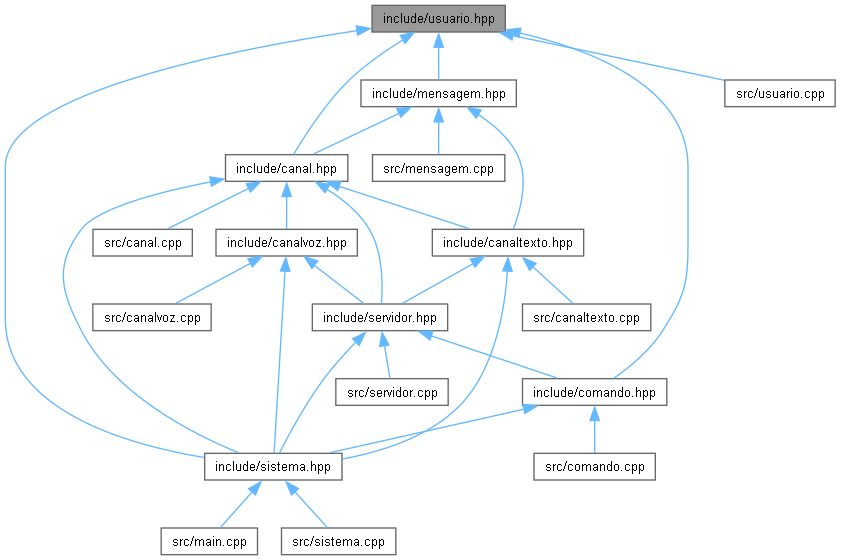 include/usuario.hpp
include/mensagem.hpp
src/usuario.cpp
include/canal.hpp
src/mensagem.cpp
src/canal.cpp
include/canalvoz.hpp
include/canaltexto.hpp
src/canalvoz.cpp
include/servidor.hpp
src/canaltexto.cpp
src/servidor.cpp
include/comando.hpp
include/sistema.hpp
src/comando.cpp
src/main.cpp
src/sistema.cpp